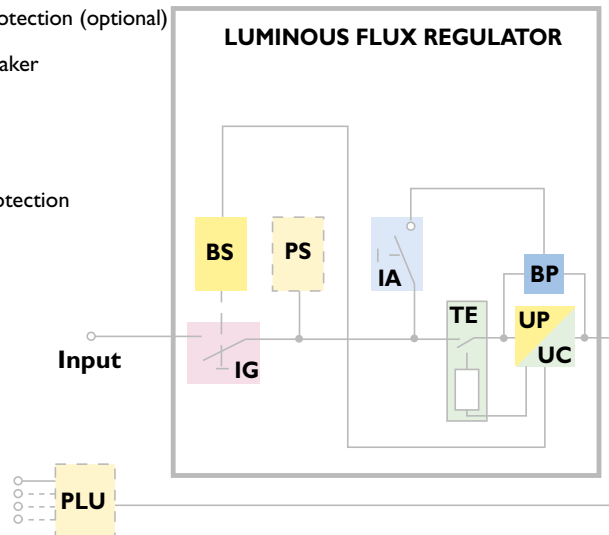 otection (optional)
LUMINOUS FLUX REGULATOR
aker
otection
BS
PS
IA
BP
TE
UP
UC
Input
IG
PLU